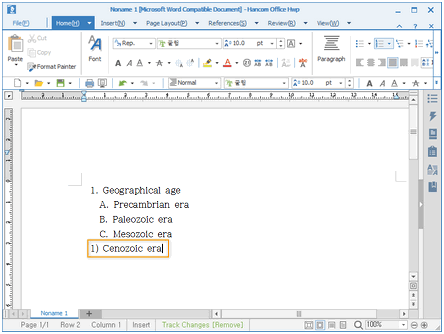 Noname 1 [Microsoft Word Compatible Document] - Hancom Office Hwp
File(F) Home(H) Insert(N) Page Layout(P) References(S) Review(R) View(W)
Paste
Cut
Copy
Format Painter
Font
Rep. 굴림 10.0 pt
Paragraph
Normal Rep. 굴림 10.0 pt
1. Geographical age
A. Precambrian era
B. Paleozoic era
C. Mesozoic era
1) Cenozoic era
Noname 1
Page 1/1 Row 2 Column 1 Insert Track Changes [Remove] 100%